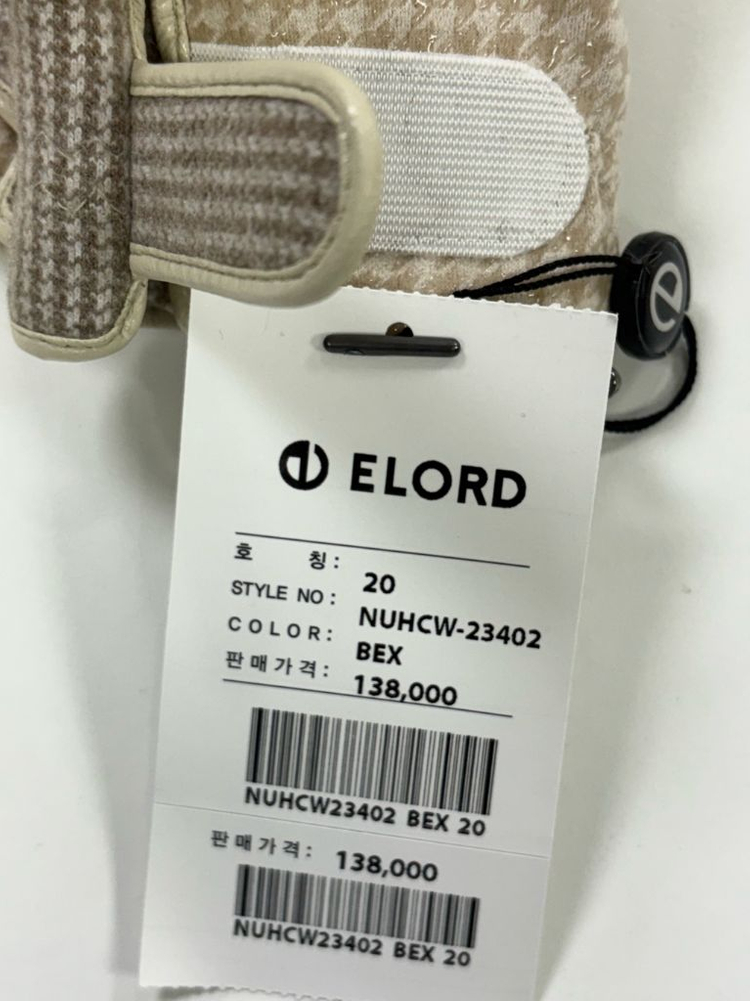 e
ELORD
호 칭: 20
STYLE NO: NUHCW-23402
COLOR: BEX
판매가격: 138,000
NUHCW23402 BEX 20
판매가격: 138,000
NUHCW23402 BEX 20